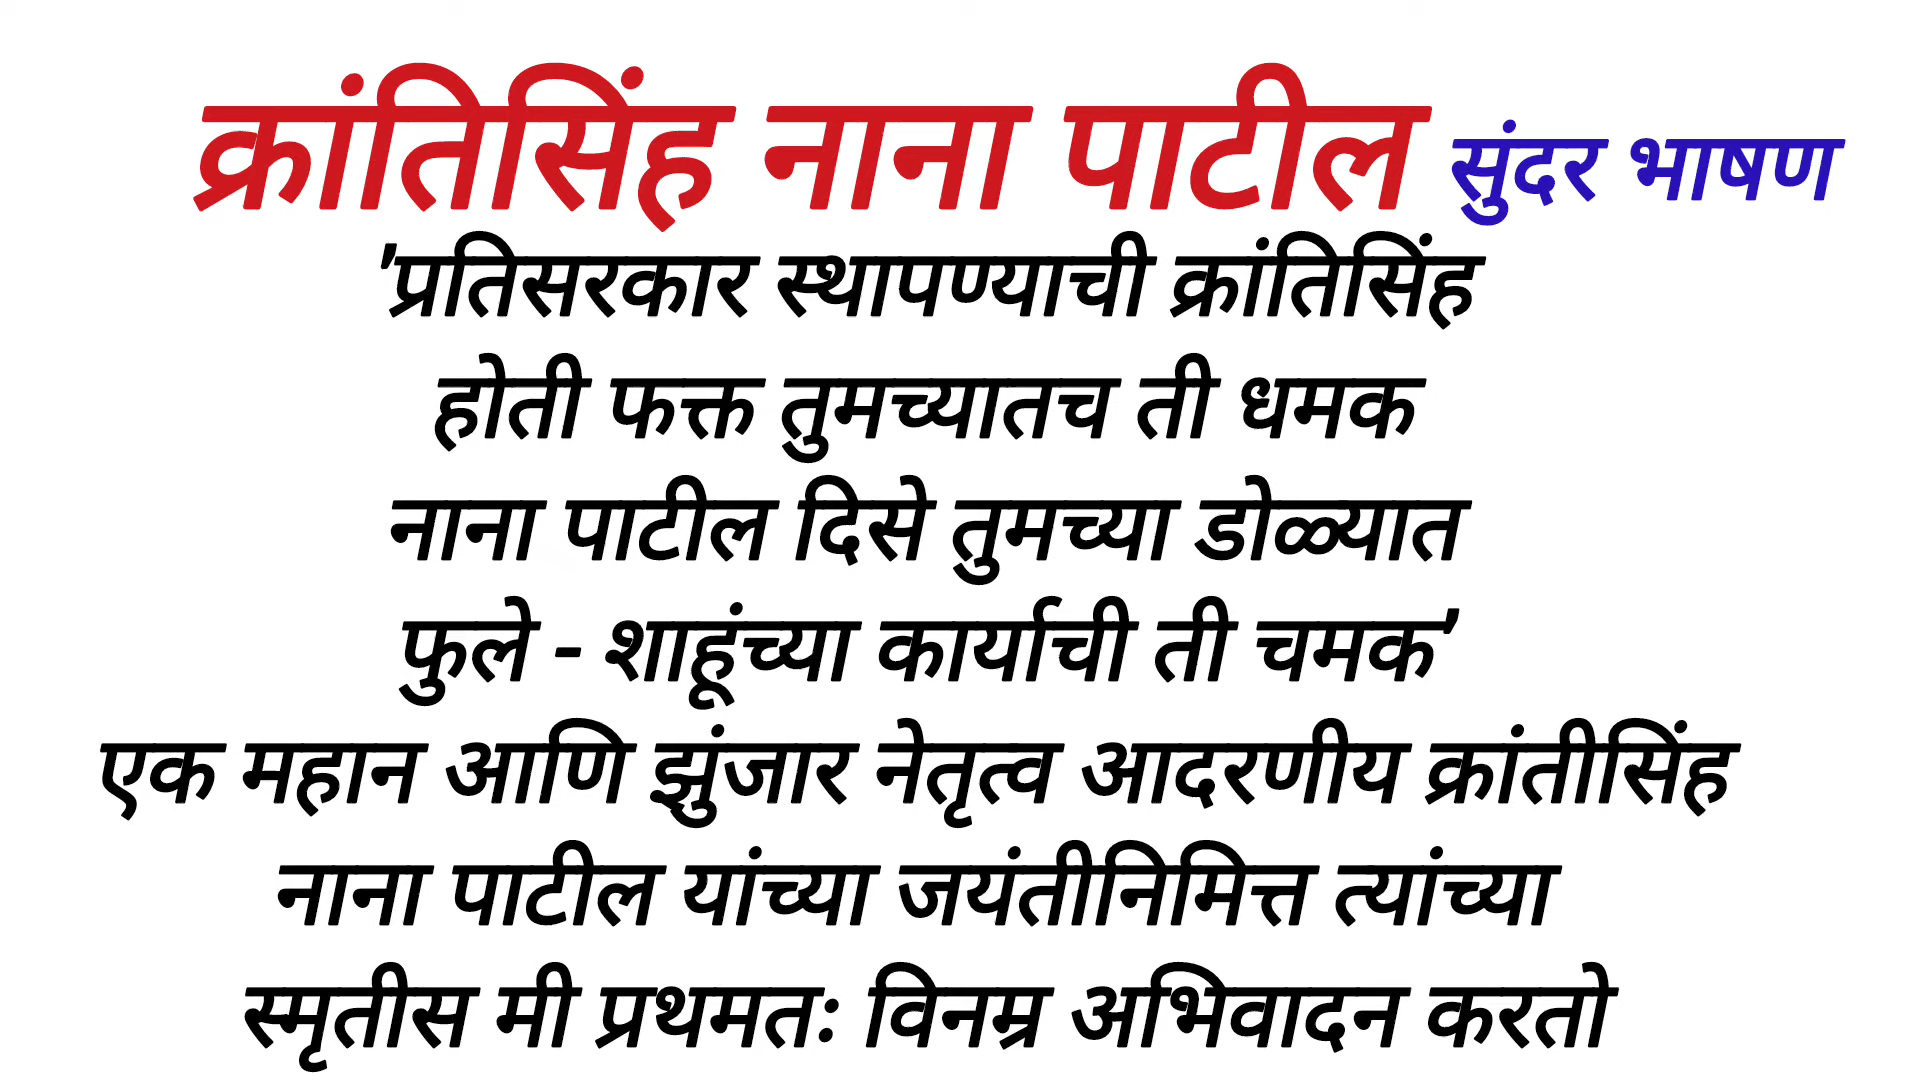 क्रांतिसिंह नाना पाटील सुंदर भाषण
'प्रतिसरकार स्थापण्याची क्रांतिसिंह
होती फक्त तुमच्यातच ती धमक
नाना पाटील दिसे तुमच्या डोळ्यात
फुले - शाहूंच्या कार्याची ती चमक'
एक महान आणि झुंजार नेतृत्व आदरणीय क्रांतीसिंह
नाना पाटील यांच्या जयंतीनिमित्त त्यांच्या
स्मृतीस मी प्रथमतः विनम्र अभिवादन करतो